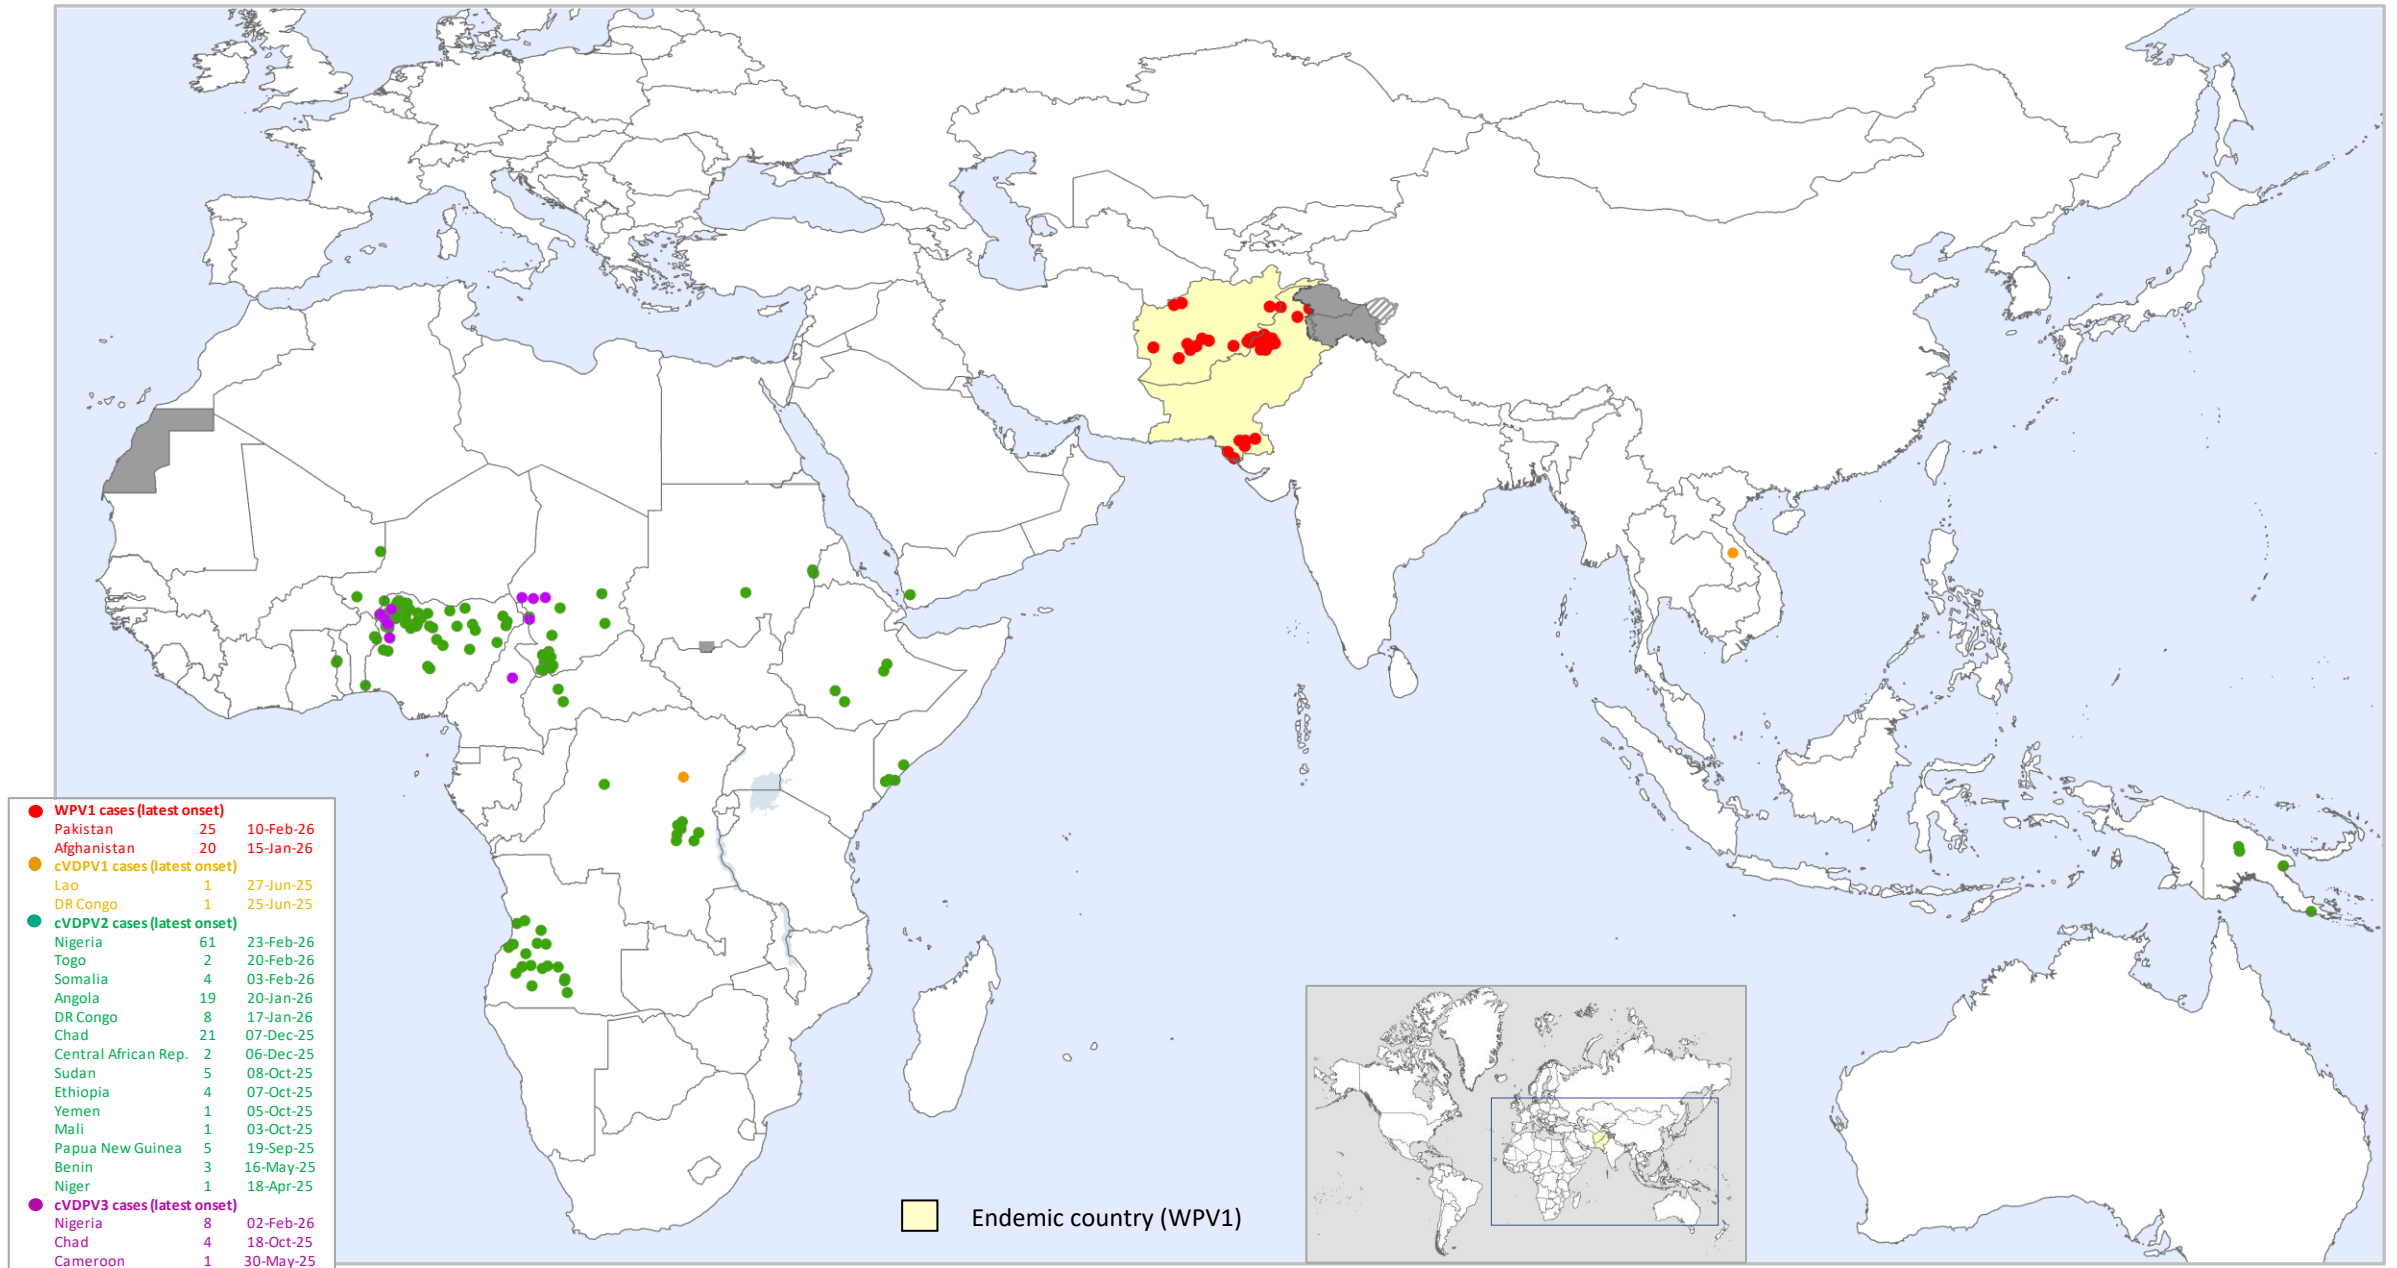 WPV1 cases (latest onset)
Pakistan 25 10-Feb-26
Afghanistan 20 15-Jan-26
cVDPV1 cases (latest onset)
Lao 1 27-Jun-25
DR Congo 1 25-Jun-25
cVDPV2 cases (latest onset)
Nigeria 61 23-Feb-26
Togo 2 20-Feb-26
Somalia 4 03-Feb-26
Angola 19 20-Jan-26
DR Congo 8 17-Jan-26
Chad 21 07-Dec-25
Central African Rep. 2 06-Dec-25
Sudan 5 08-Oct-25
Ethiopia 4 07-Oct-25
Yemen 1 05-Oct-25
Mali 1 03-Oct-25
Papua New Guinea 5 19-Sep-25
Benin 3 16-May-25
Niger 1 18-Apr-25
cVDPV3 cases (latest onset)
Nigeria 8 02-Feb-26
Chad 4 18-Oct-25
Cameroon 1 30-May-25
Endemic country (WPV1)